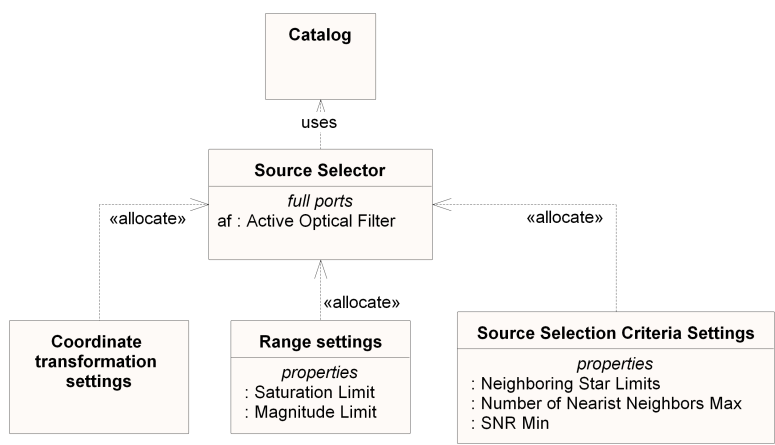 Catalog
uses
Source Selector
full ports
af : Active Optical Filter
«allocate»
«allocate»
«allocate»
Coordinate
transformation
settings
Range settings
properties
: Saturation Limit
: Magnitude Limit
Source Selection Criteria Settings
properties
: Neighboring Star Limits
: Number of Nearist Neighbors Max
: SNR Min